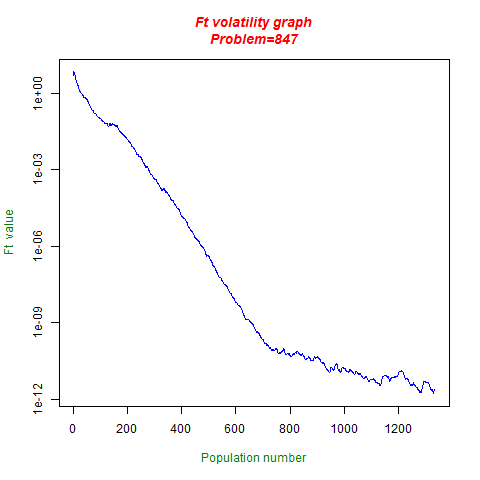 Ft volatility graph
Problem=847
1e+00
1e-03
1e-06
1e-09
1e-12
Ft value
0 200 400 600 800 1000 1200
Population number